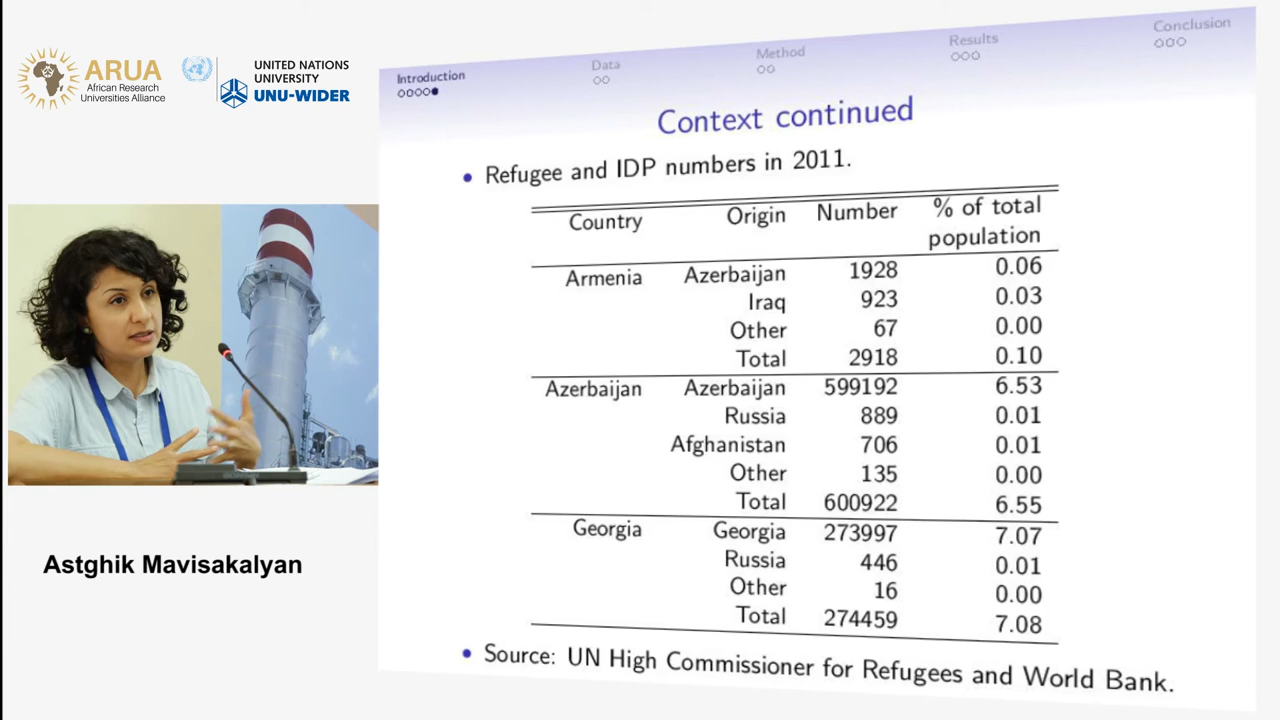 ARUA
African Research
Universities Alliance
UNITED NATIONS
UNIVERSITY
UNU-WIDER
Introduction
Data
Method
Results
Conclusion
Context continued
• Refugee and IDP numbers in 2011.
Country Origin Number % of total population
Armenia Azerbaijan 1928 0.06
Iraq 923 0.03
Other 67 0.00
Total 2918 0.10
Azerbaijan Azerbaijan 599192 6.53
Russia 889 0.01
Afghanistan 706 0.01
Other 135 0.00
Total 600922 6.55
Georgia Georgia 273997 7.07
Russia 446 0.01
Other 16 0.00
Total 274459 7.08
• Source: UN High Commissioner for Refugees and World Bank.
Astghik Mavisakalyan